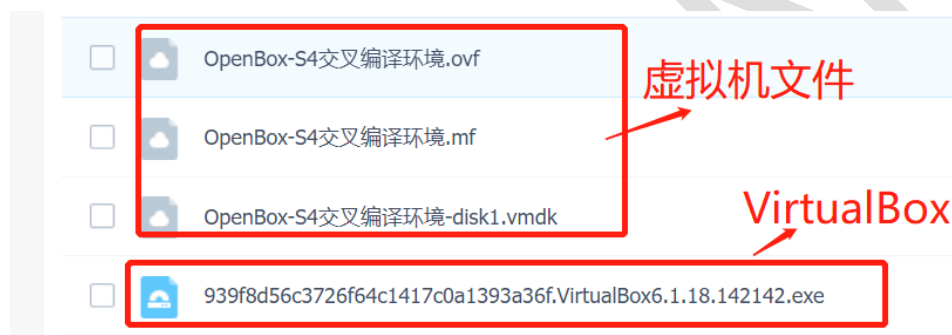 OpenBox-S4交叉编译环境.ovf
虚拟机文件
OpenBox-S4交叉编译环境.mf
OpenBox-S4交叉编译环境-disk1.vmdk
VirtualBox
939f8d56c3726f64c1417c0a1393a36f.VirtualBox6.1.18.142142.exe